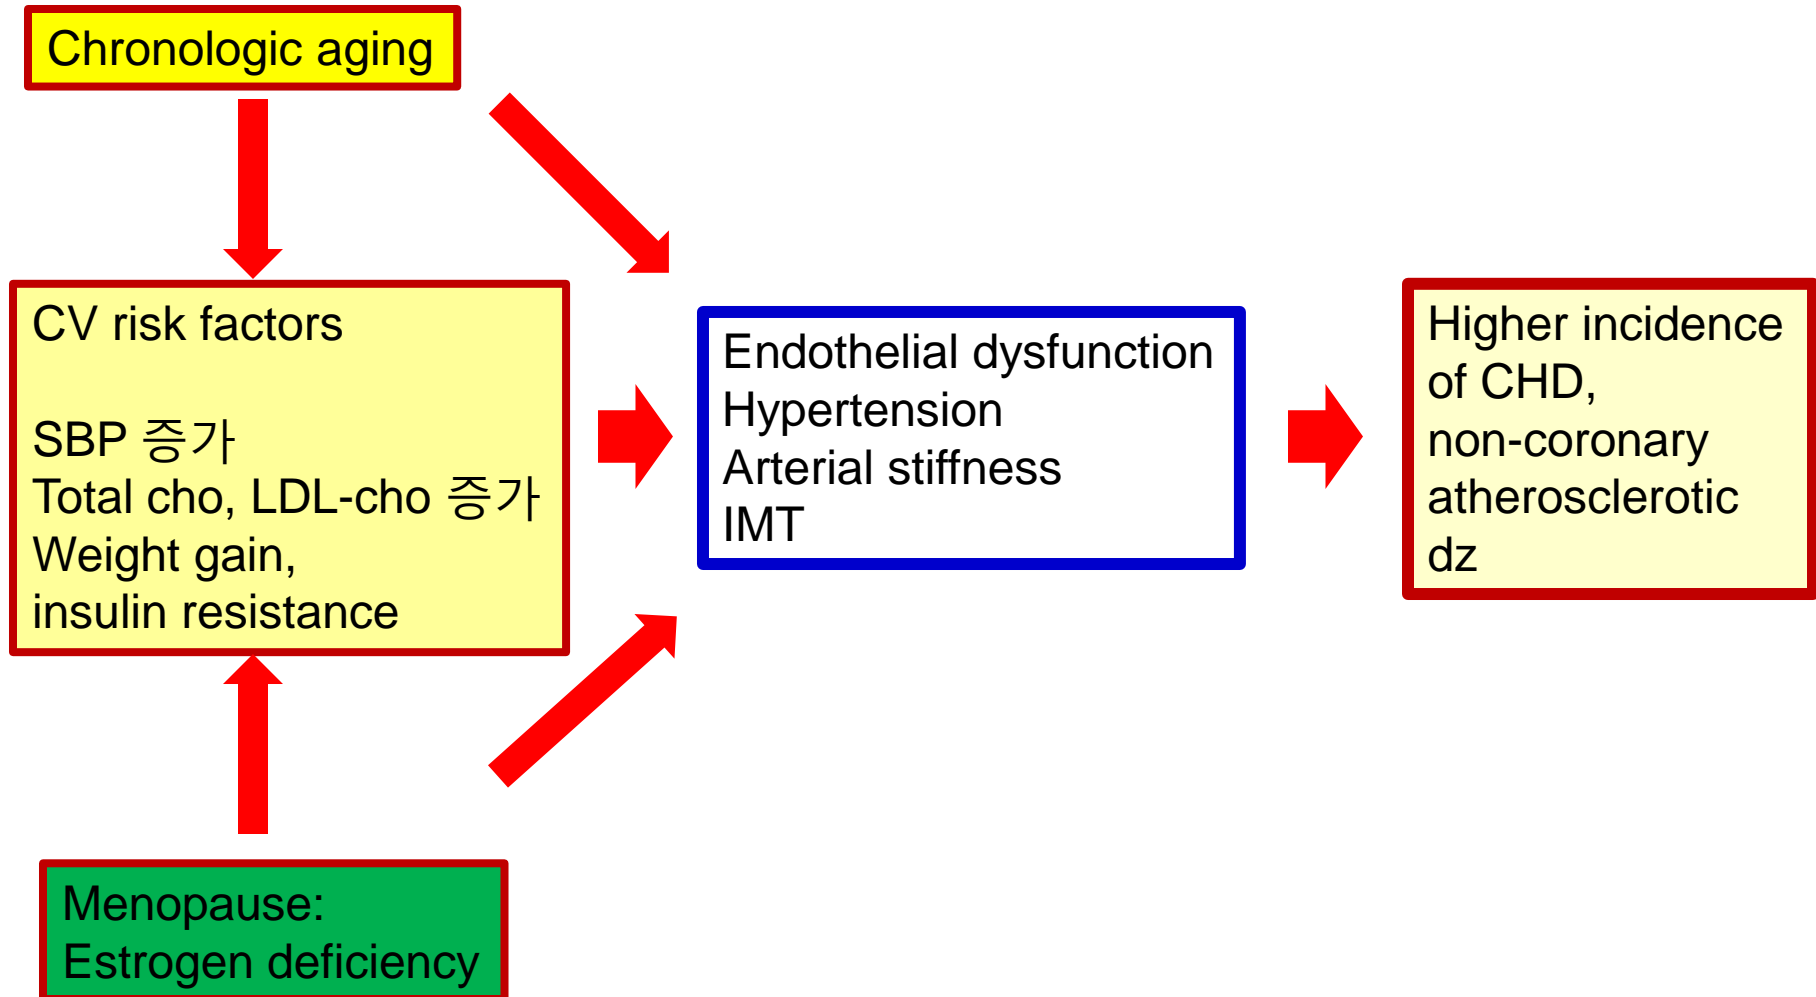 Chronologic aging
CV risk factors
SBP 증가
Total cho, LDL-cho 증가
Weight gain,
insulin resistance
Endothelial dysfunction
Hypertension
Arterial stiffness
IMT
Higher incidence
of CHD,
non-coronary
atherosclerotic
dz
Menopause:
Estrogen deficiency